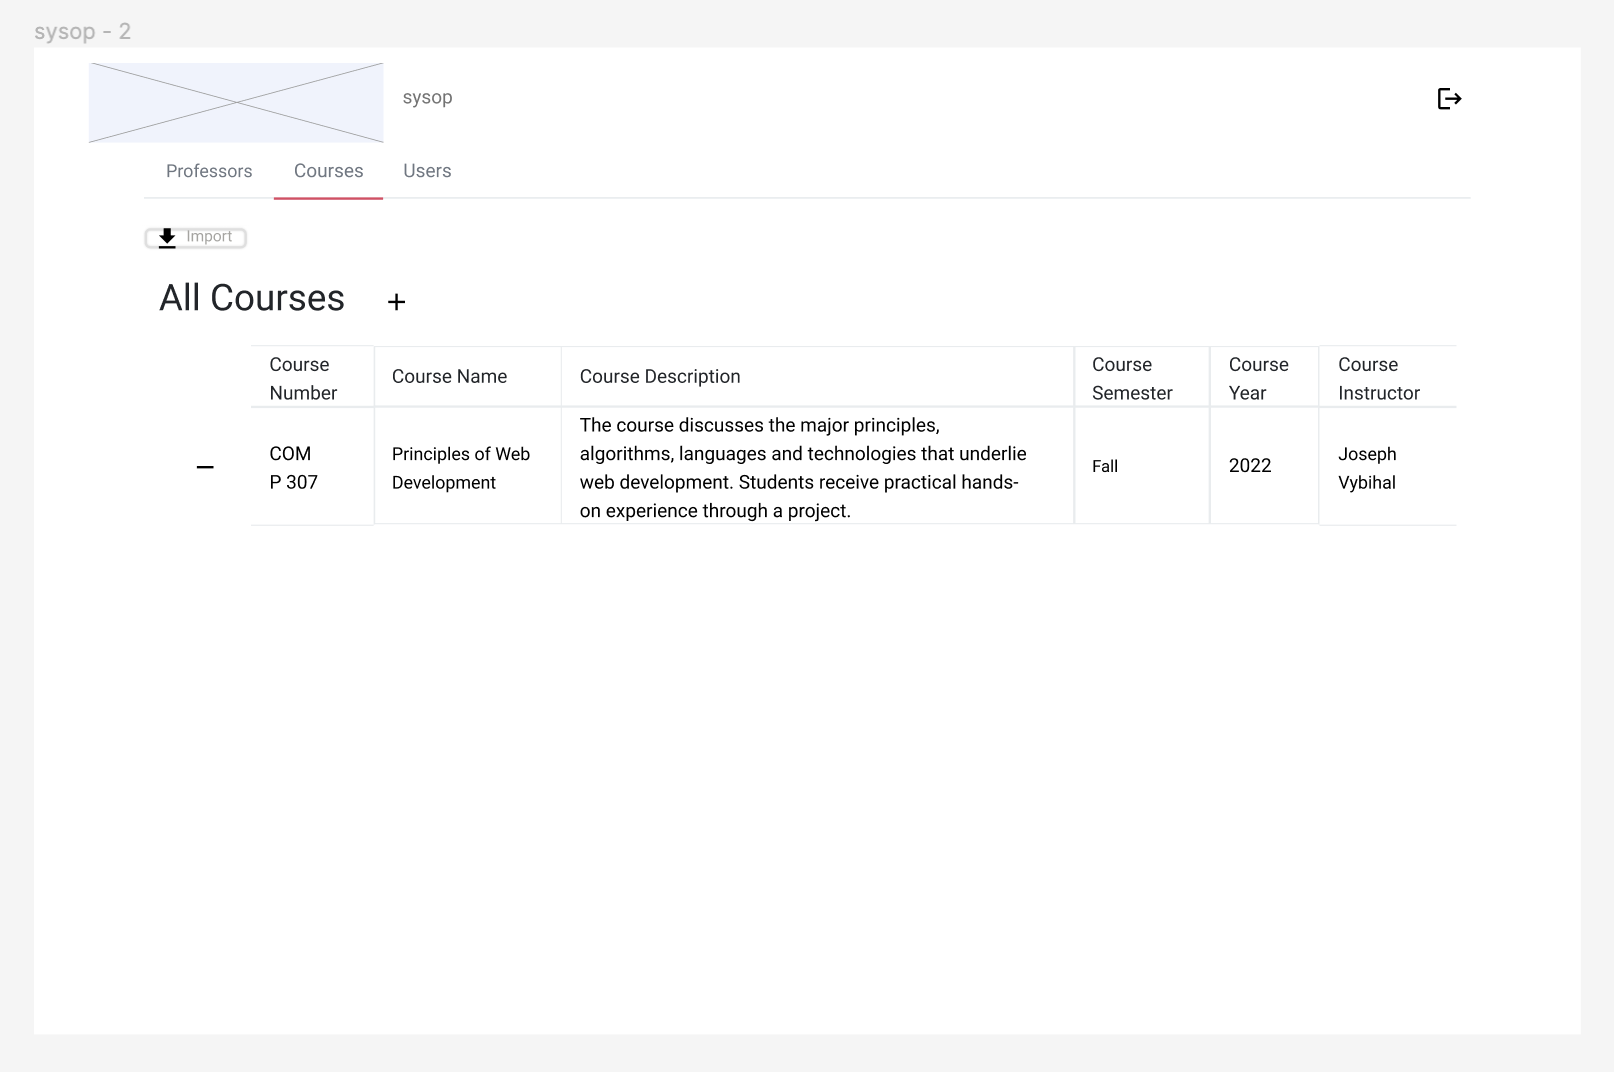 sysop - 2
sysop
Professors Courses Users
Import
All Courses +
Course Number
Course Name
Course Description
Course Semester
Course Year
Course Instructor
COM
P 307
Principles of Web
Development
The course discusses the major principles,
algorithms, languages and technologies that underlie
web development. Students receive practical hands-
on experience through a project.
Fall
2022
Joseph
Vybihal